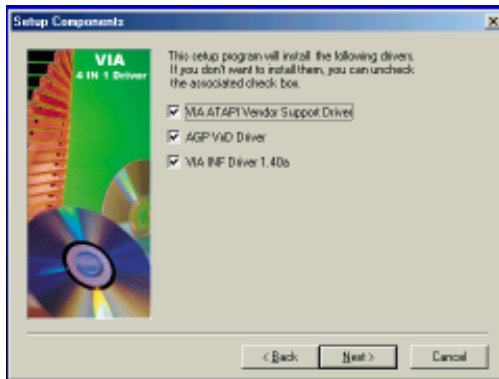 Setup Components
VIA
4 IN 1 Driver
This setup program will install the following drivers.
If you don't want to install them, you can uncheck
the associated check box.
VIA ATAPI Vendor Support Driver
AGP VxD Driver
VIA INF Driver 1.40a
< Back
Next >
Cancel